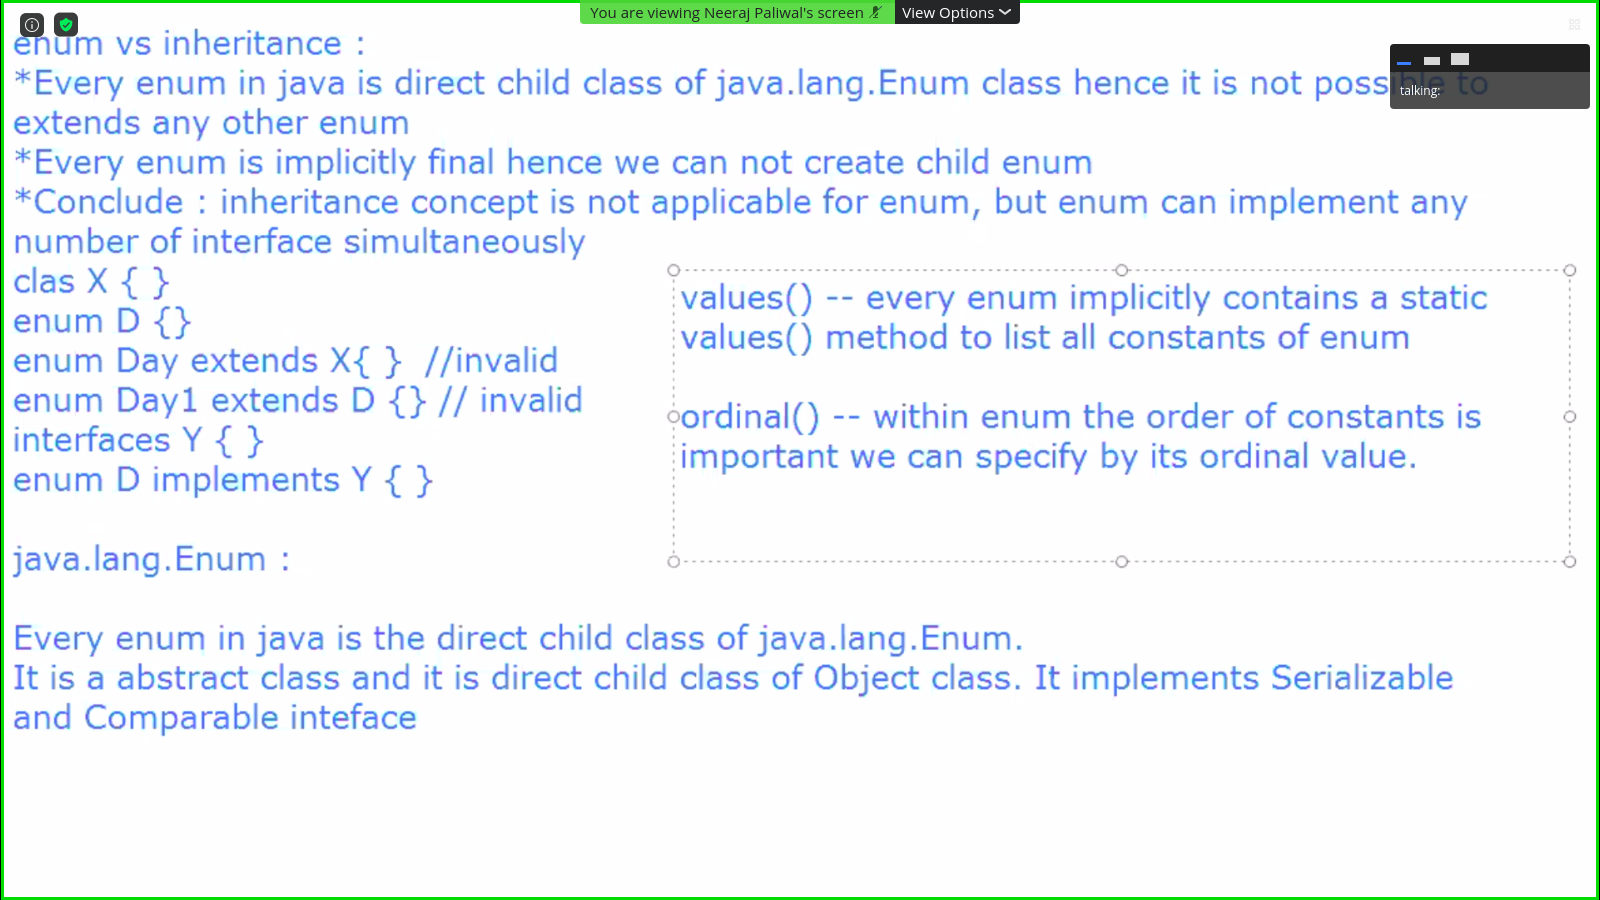 You are viewing Neeraj Paliwal's screen
View Options
talking:
enum vs inheritance :
*Every enum in java is direct child class of java.lang.Enum class hence it is not possible to
extends any other enum
*Every enum is implicitly final hence we can not create child enum
*Conclude : inheritance concept is not applicable for enum, but enum can implement any
number of interface simultaneously
clas X { }
enum D {}
enum Day extends X{ }  //invalid
enum Day1 extends D {} // invalid
interfaces Y { }
enum D implements Y { }
values() -- every enum implicitly contains a static
values() method to list all constants of enum
ordinal() -- within enum the order of constants is
important we can specify by its ordinal value.
java.lang.Enum :
Every enum in java is the direct child class of java.lang.Enum.
It is a abstract class and it is direct child class of Object class. It implements Serializable
and Comparable inteface